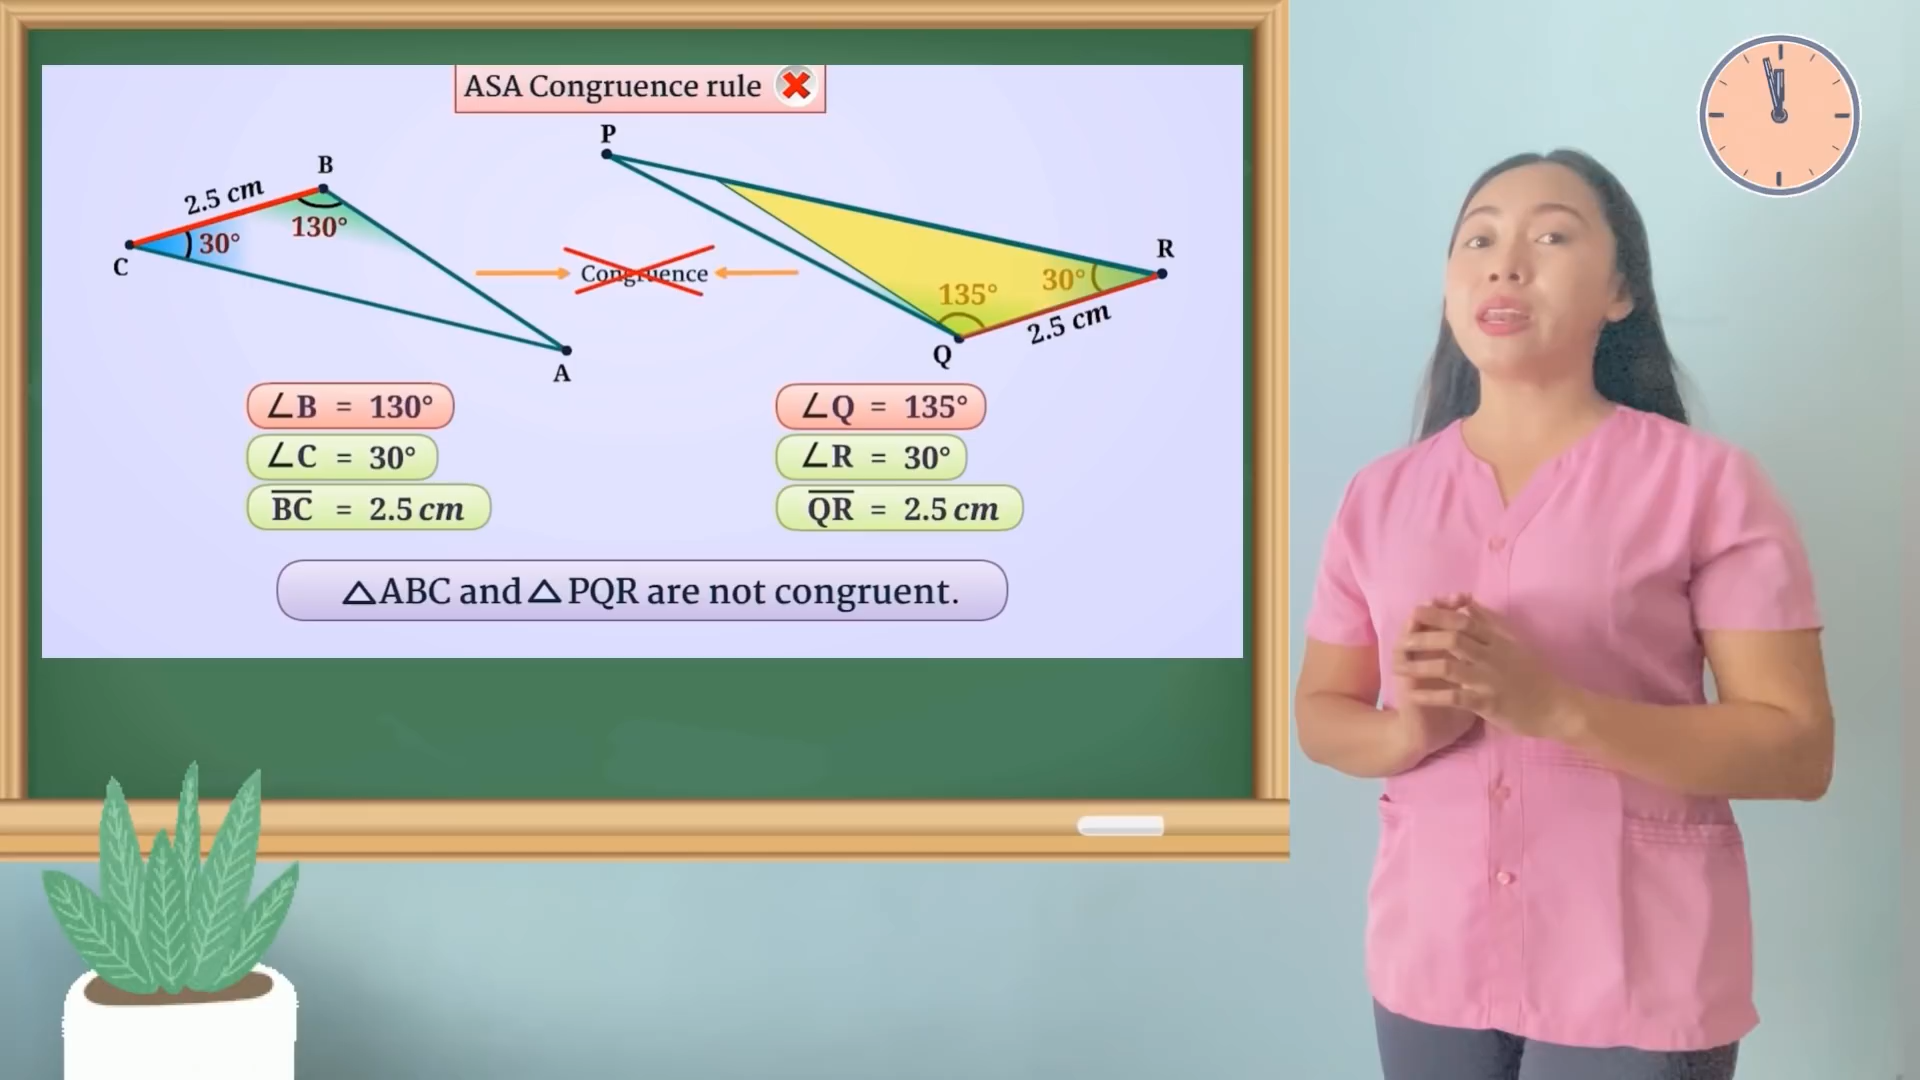 ASA Congruence rule
P
B
2.5 cm
130°
30°
C
R
Congruence
30°
135°
2.5 cm
Q
A
∠B = 130°
∠Q = 135°
∠C = 30°
∠R = 30°
BC = 2.5 cm
QR = 2.5 cm
△ABC and △PQR are not congruent.